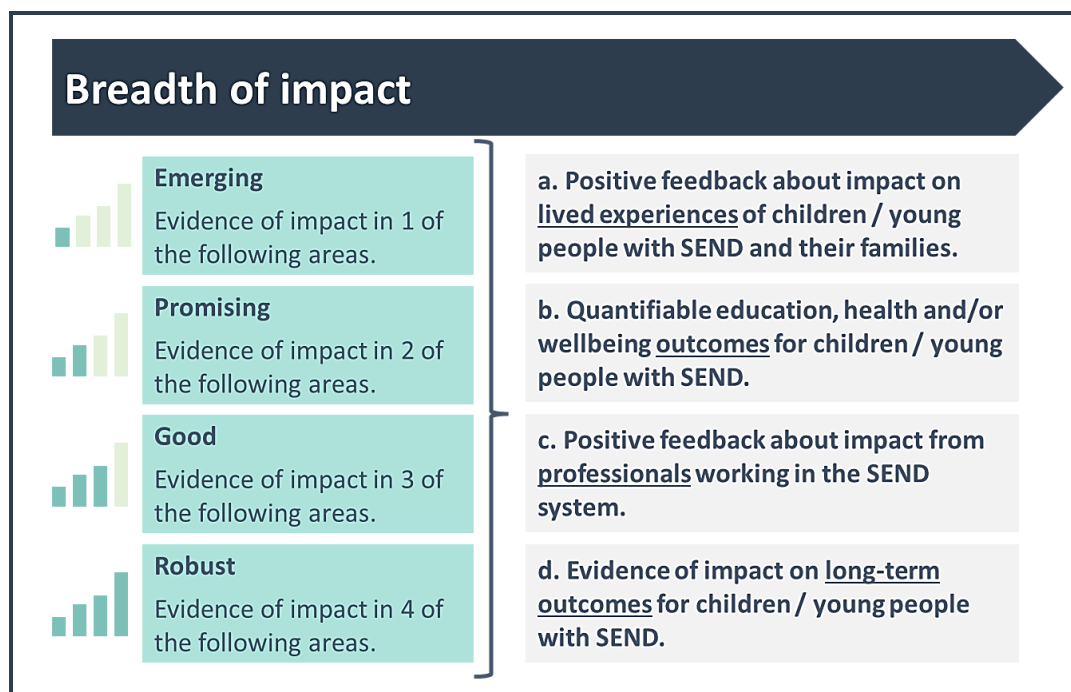 Breadth of impact
Emerging
Evidence of impact in 1 of
the following areas.
Promising
Evidence of impact in 2 of
the following areas.
Good
Evidence of impact in 3 of
the following areas.
Robust
Evidence of impact in 4 of
the following areas.
a. Positive feedback about impact on
lived experiences of children / young
people with SEND and their families.
b. Quantifiable education, health and/or
wellbeing outcomes for children / young
people with SEND.
c. Positive feedback about impact from
professionals working in the SEND
system.
d. Evidence of impact on long-term
outcomes for children / young people
with SEND.